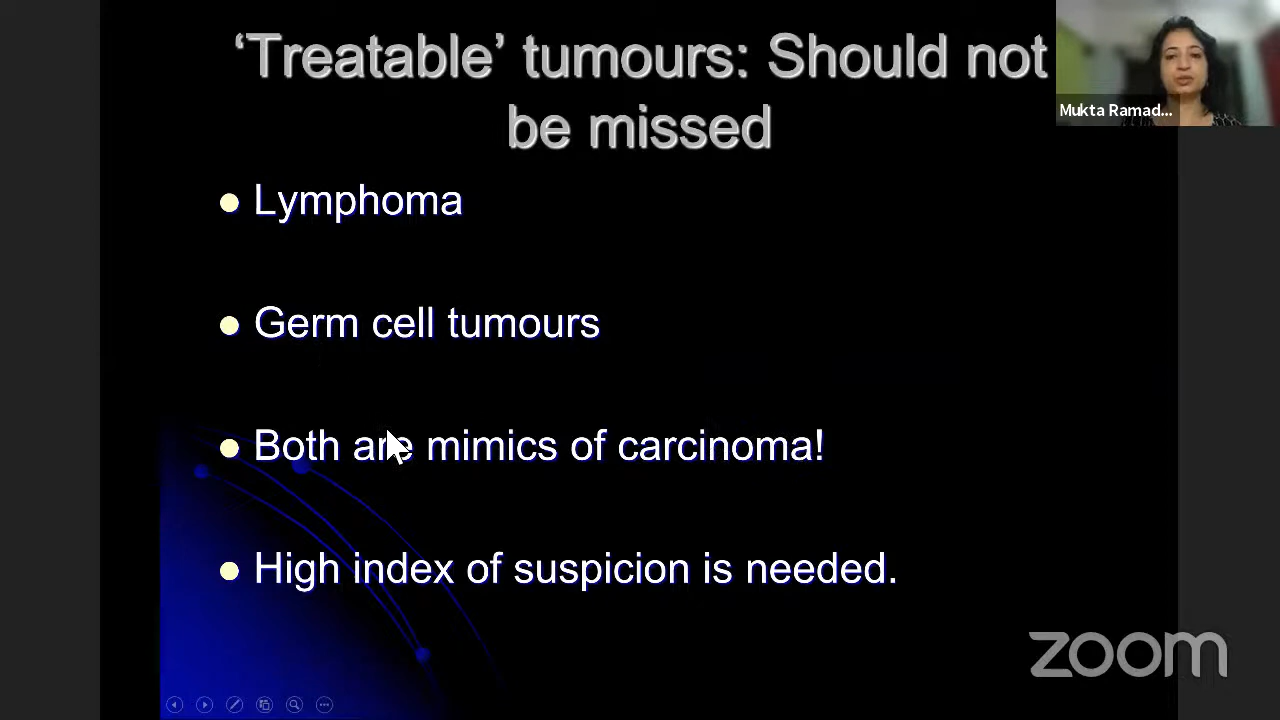 ‘Treatable’ tumours: Should not
be missed
Mukta Ramad...
Lymphoma
Germ cell tumours
Both are mimics of carcinoma!
High index of suspicion is needed.
zoom